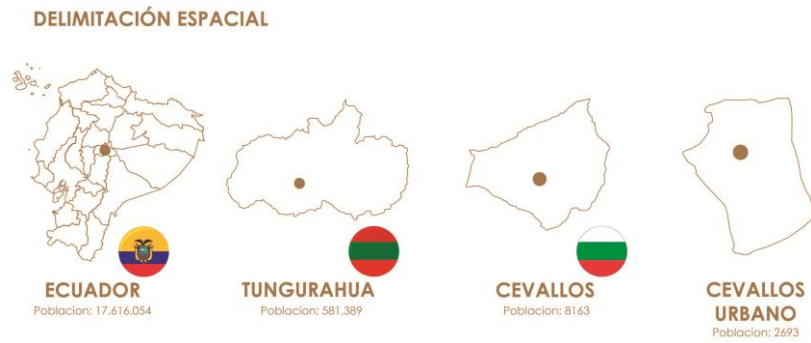 DELIMITACIÓN ESPACIAL
ECUADOR
Poblacion: 17.616.054
TUNGURAHUA
Poblacion: 581,389
CEVALLOS
Poblacion: 8163
CEVALLOS
URBANO
Poblacion: 2693